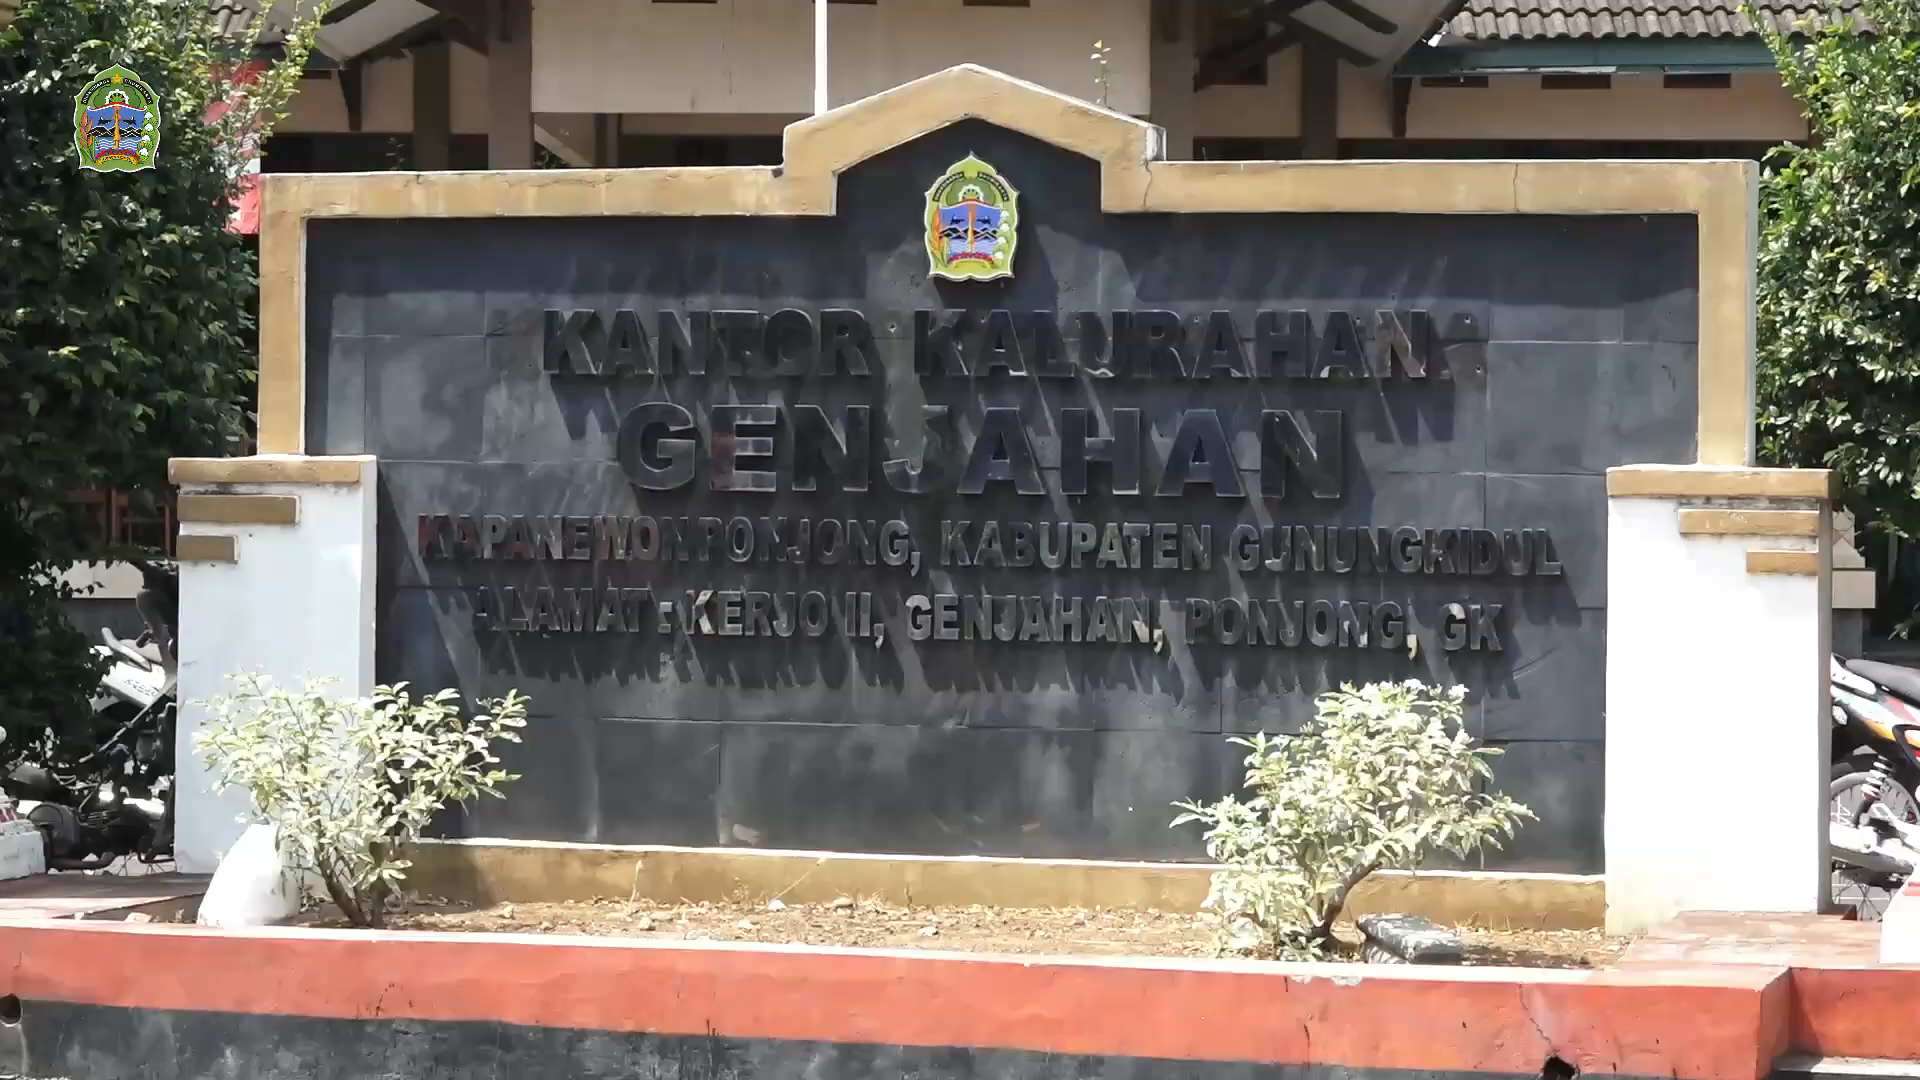 KANTOR KALURAHAN
GENJAHAN
KAPANEWON PONJONG, KABUPATEN GUNUNGKIDUL
ALAMAT : KERJO II, GENJAHAN, PONJONG, GK